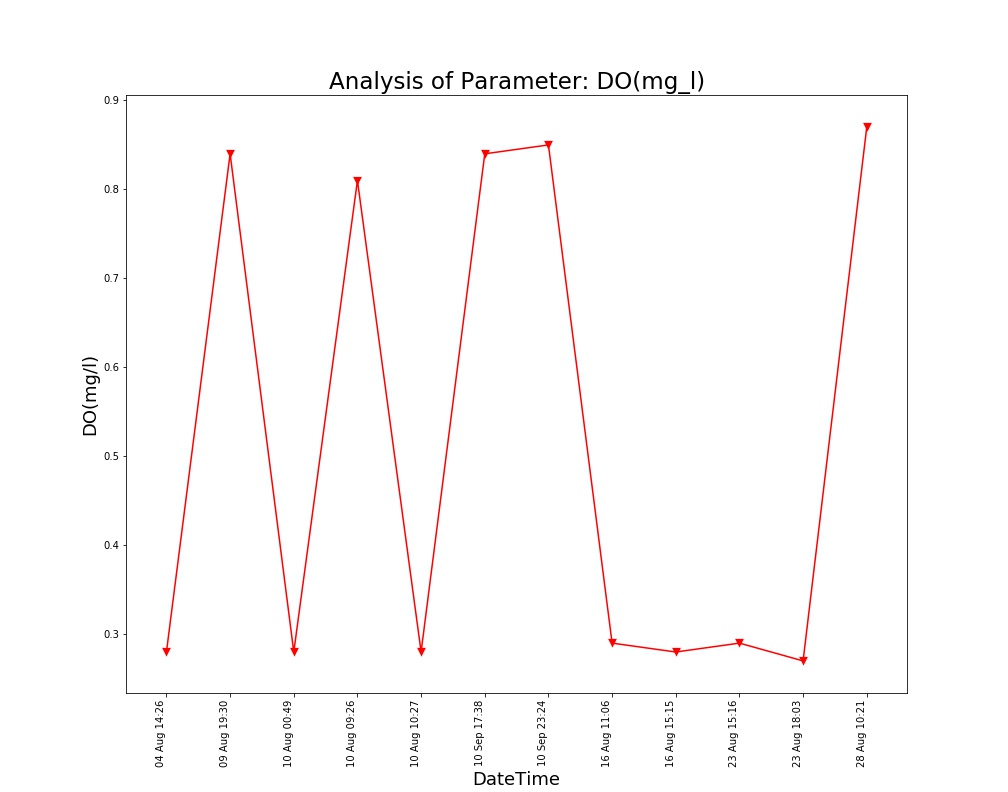 Analysis of Parameter: DO(mg_l)
DO(mg/l)
0.9
0.8
0.7
0.6
0.5
0.4
0.3
04 Aug 14:26
09 Aug 19:30
10 Aug 00:49
10 Aug 09:26
10 Aug 10:27
10 Sep 17:38
10 Sep 23:24
16 Aug 11:06
16 Aug 15:15
23 Aug 15:16
23 Aug 18:03
28 Aug 10:21
DateTime